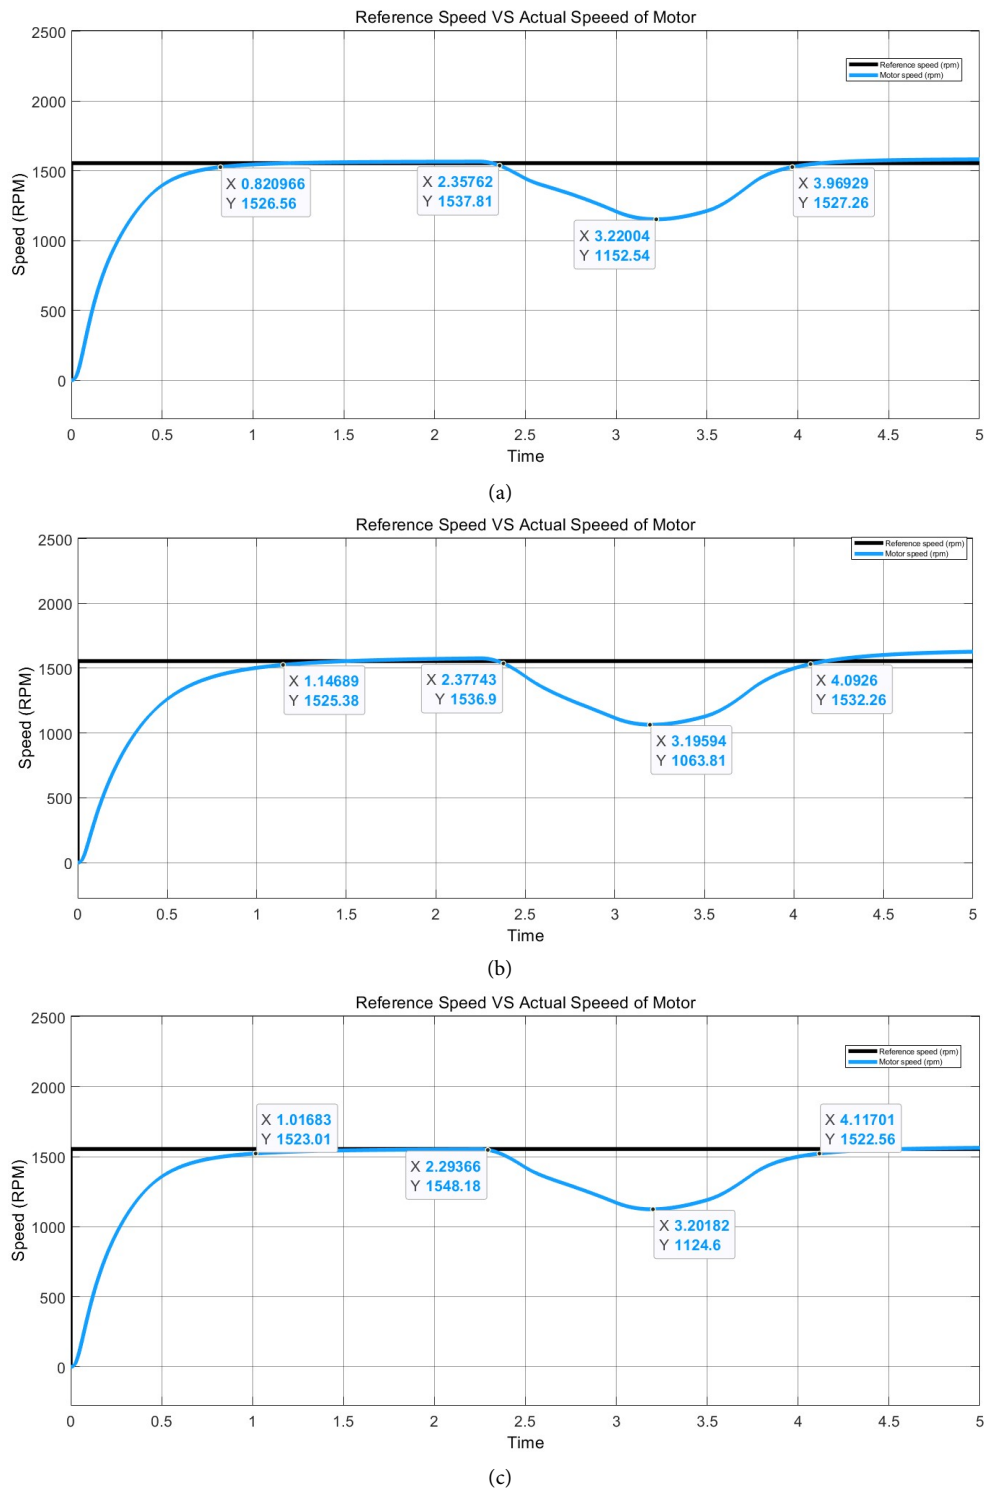 Reference Speed VS Actual Speeed of Motor
2500
Reference speed (rpm)
Motor speed (rpm)
2000
1500
X 0.820966
Y 1526.56
X 2.35762
Y 1537.81
X 3.96929
Y 1527.26
X 3.22004
Y 1152.54
1000
500
0
Speed (RPM)
0 0.5 1 1.5 2 2.5 3 3.5 4 4.5 5
Time
(a)
Reference Speed VS Actual Speeed of Motor
2500
Reference speed (rpm)
Motor speed (rpm)
2000
1500
X 1.14689
Y 1525.38
X 2.37743
Y 1536.9
X 4.0926
Y 1532.26
X 3.19594
Y 1063.81
1000
500
0
Speed (RPM)
0 0.5 1 1.5 2 2.5 3 3.5 4 4.5 5
Time
(b)
Reference Speed VS Actual Speeed of Motor
2500
Reference speed (rpm)
Motor speed (rpm)
2000
X 1.01683
Y 1523.01
X 4.11701
Y 1522.56
1500
X 2.29366
Y 1548.18
X 3.20182
Y 1124.6
1000
500
0
Speed (RPM)
0 0.5 1 1.5 2 2.5 3 3.5 4 4.5 5
Time
(c)